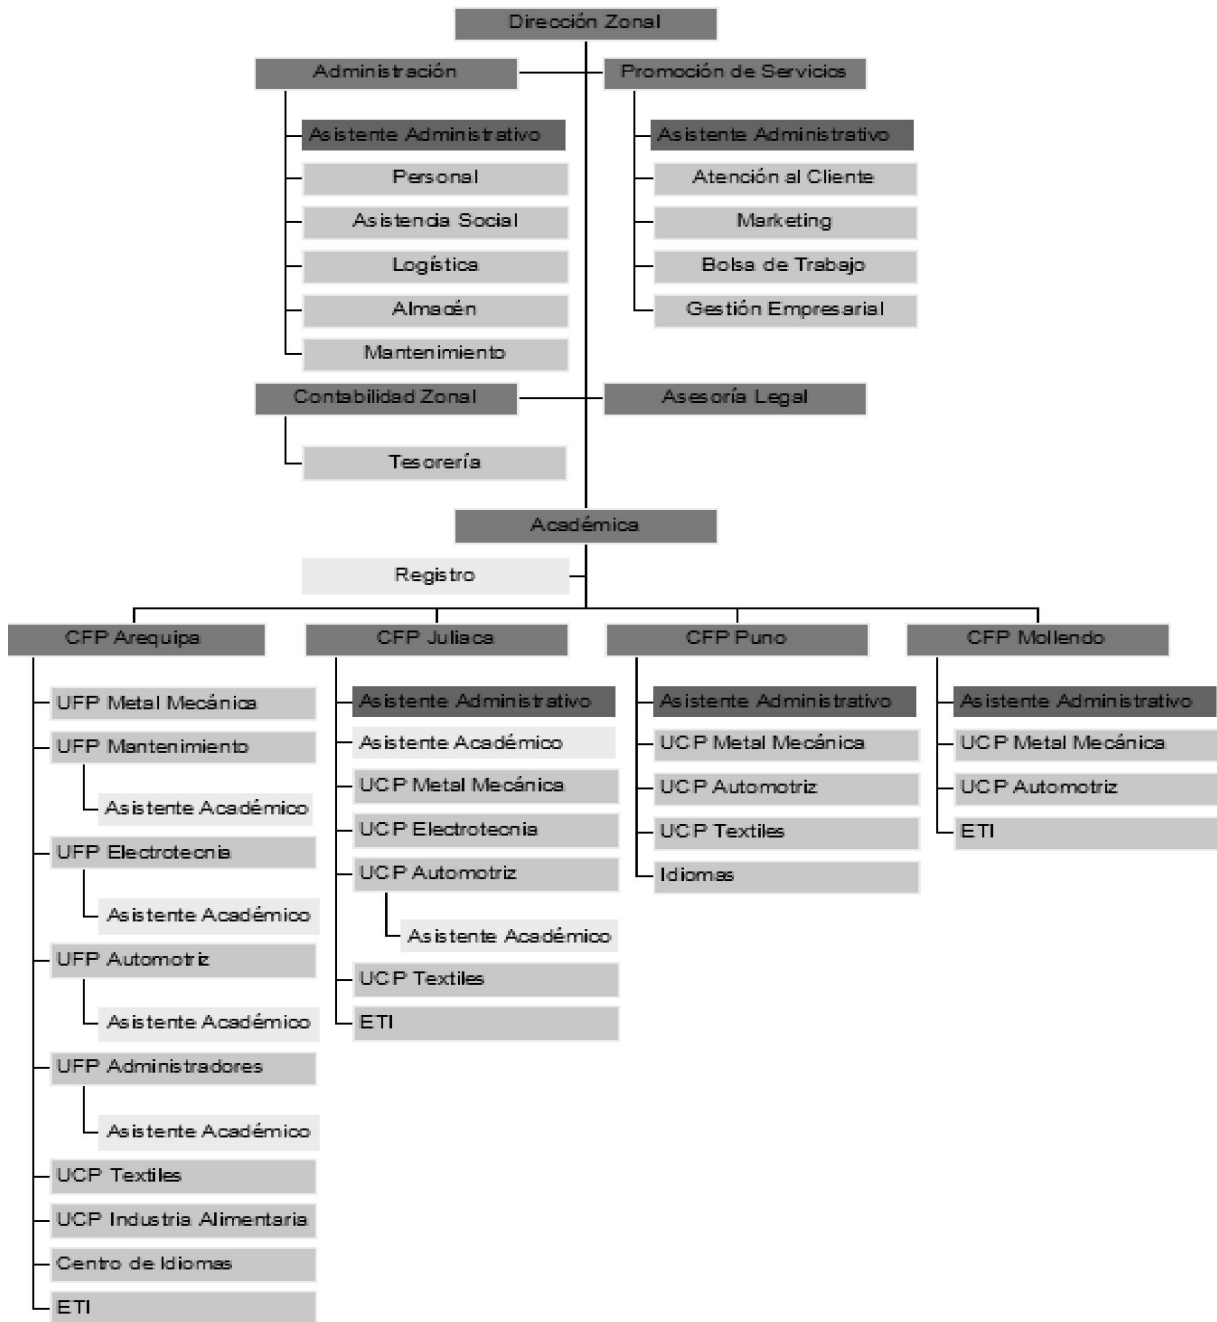 Dirección Zonal
Administración
Promoción de Servicios
Asistente Administrativo
Personal
Asistencia Social
Logística
Almacén
Mantenimiento
Asistente Administrativo
Atención al Cliente
Marketing
Bolsa de Trabajo
Gestión Empresarial
Contabilidad Zonal
Asesoría Legal
Tesorería
Académica
Registro
CFP Arequipa
UFP Metal Mecánica
UFP Mantenimiento
Asistente Académico
UFP Electrotecnia
Asistente Académico
UFP Automotriz
Asistente Académico
UFP Administradores
Asistente Académico
UCP Textiles
UCP Industria Alimentaria
Centro de Idiomas
ETI
CFP Juliaca
Asistente Administrativo
Asistente Académico
UCP Metal Mecánica
UCP Electrotecnia
UCP Automotriz
Asistente Académico
UCP Textiles
ETI
CFP Puno
Asistente Administrativo
UCP Metal Mecánica
UCP Automotriz
UCP Textiles
Idiomas
CFP Mollendo
Asistente Administrativo
UCP Metal Mecánica
UCP Automotriz
ETI